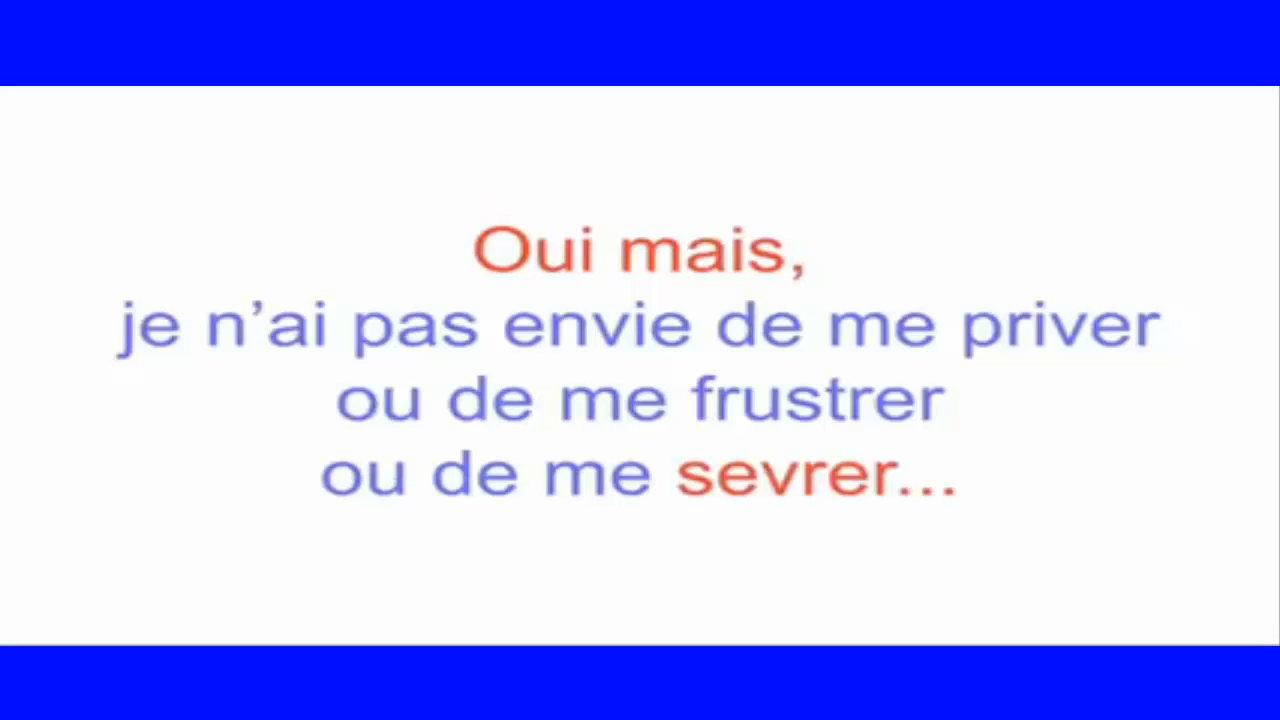 Oui mais,
je n’ai pas envie de me priver
ou de me frustrer
ou de me sevrer...